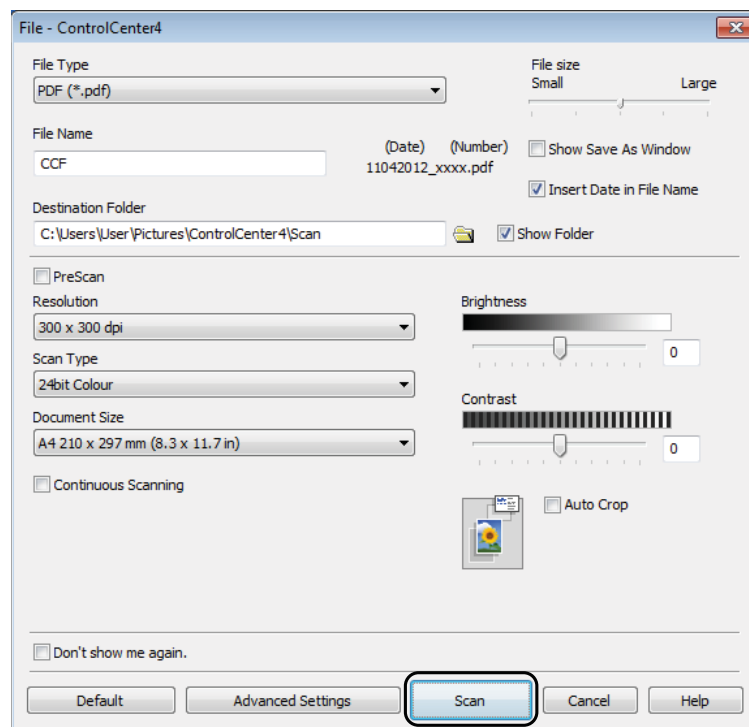 File - ControlCenter4
File Type
PDF (*.pdf)
File size
Small Large
File Name
CCF
(Date) (Number)
11042012_xxxx.pdf
Show Save As Window
Insert Date in File Name
Destination Folder
C:\Users\User\Pictures\ControlCenter4\Scan
Show Folder
PreScan
Resolution
300 x 300 dpi
Scan Type
24bit Colour
Document Size
A4 210 x 297 mm (8.3 x 11.7 in)
Continuous Scanning
Brightness
0
Contrast
0
Auto Crop
Don't show me again.
Default Advanced Settings Scan Cancel Help